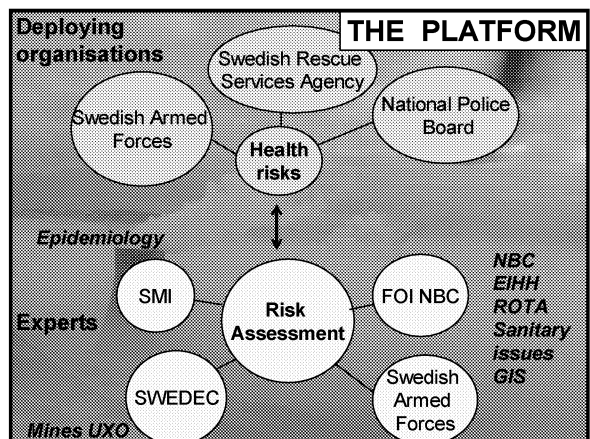 THE PLATFORM
Deploying
organisations
Swedish Rescue
Services Agency
Swedish Armed
Forces
National Police
Board
Health
risks
Epidemiology
SMI
Risk
Assessment
FOI NBC
NBC
EIHH
ROTA
Sanitary
issues
GIS
Experts
SWEDEC
Swedish
Armed
Forces
Mines UXO